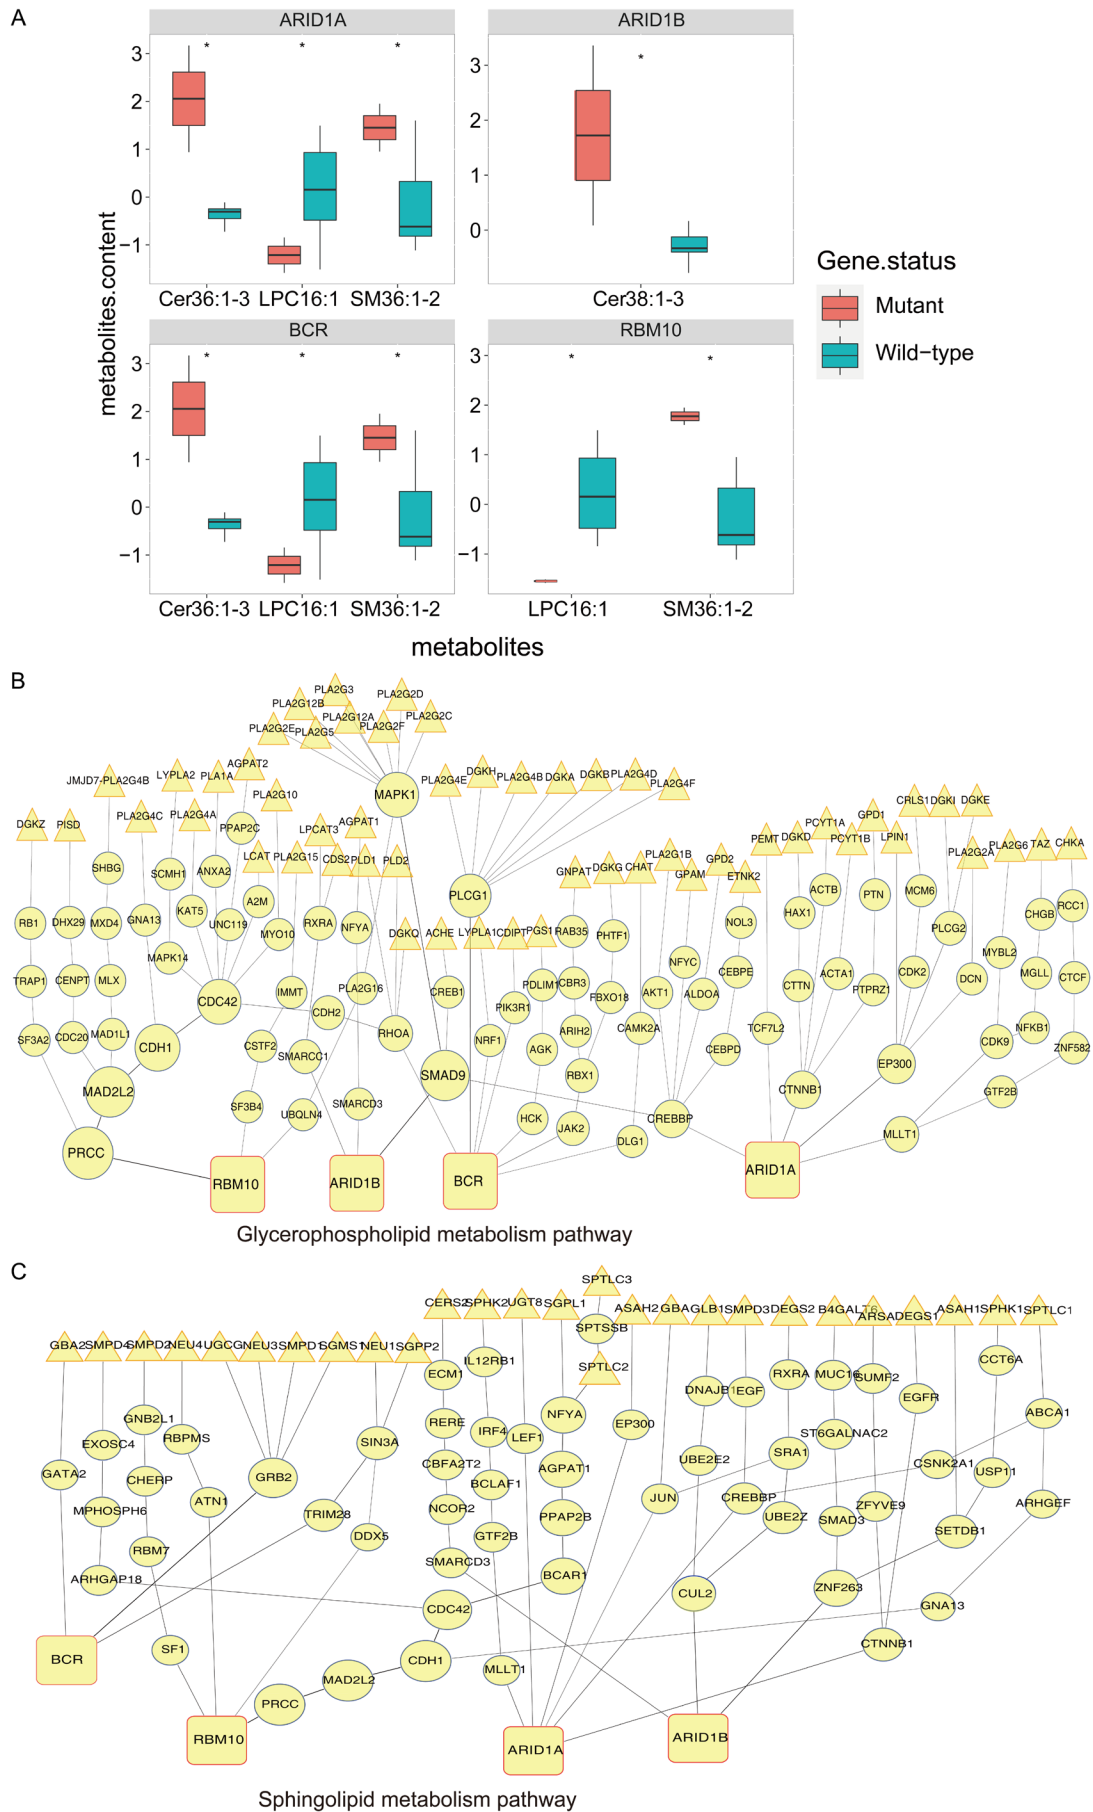 A
ARID1A
ARID1B
3
2
1
0
−1
* * *
3
2
1
0
*
Cer36:1-3 LPC16:1 SM36:1-2
Cer38:1-3
metabolites.content
Gene.status
Mutant
Wild−type
BCR
RBM10
3
2
1
0
−1
* * *
3
2
1
0
−1
* *
Cer36:1-3 LPC16:1 SM36:1-2
LPC16:1 SM36:1-2
metabolites
B
PLA2G3 PLA2G2D
PLA2G12B
PLA2G12A PLA2G2C
PLA2G2E PLA2G5 PLA2G2F
AGPAT2
JMJD7-PLA2G4B LYPLA2 PLA1A
MAPK1
PLA2G4E DGKH PLA2G4B DGKA DGKB PLA2G4D PLA2G4F
PLA2G10
CRLS1 DGKI DGKE
DGKZ PISD PLA2G4C PLA2G4A PPAP2C LPCAT3 AGPAT1
PEMT DGKD PCYT1A PCYT1B GPD1 LPIN1
PLA2G2A PLA2G6 TAZ CHKA
LCAT PLA2G15 CDS2 PLD1 PLD2
GNPAT DGKG CHAT PLA2G1B GPAM GPD2 ETNK2
SHBG SCMH1 ANXA2
PLCG1
ACTB PTN MCM6
RB1 DHX29 MXD4 GNA13 KAT5 UNC119 A2M MYO10 RXRA NFYA
DGKQ ACHE LYPLA1 CDIPT PGS1 RAB35 PHTF1
NOL3 HAX1 PLCG2 CHGB RCC1
MAPK14
NFYC
MYBL2
TRAP1 CENPT MLX
CDC42
IMMT PLA2G16 CREB1 PDLIM1 CBR3 FBXO18
AKT1 ALDOA CEBPE CTTN ACTA1 PTPRZ1 CDK2 DCN MGLL CTCF
CDH2 PIK3R1
SF3A2 CDC20 MAD1L1 CDH1 CSTF2 SMARCC1 RHOA NRF1 AGK ARIH2 CAMK2A
CEBPD TCF7L2
CDK9 NFKB1 ZNF582
SMAD9
RBX1
CTNNB1
EP300
MAD2L2
GTF2B
SF3B4 UBQLN4 SMARCD3
HCK JAK2 DLG1 CREBBP
MLLT1
PRCC
RBM10 ARID1B BCR ARID1A
Glycerophospholipid metabolism pathway
C
SPTLC3
CERS2 SPHK2 UGT8 SGPL1 ASAH2 GBA GLB1 SMPD3 DEGS2 B4GALT6 ARSA DEGS1 ASAH1 SPHK1 SPTLC1
SPTSSB
GBA2 SMPD4 SMPD2 NEU4 UGCG NEU3 SMPD1 SGMS1 NEU1 SGPP2
IL12RB1 SPTLC2 CCT6A
ECM1 RXRA MUC16 SUMF2
DNAJB1 EGF EGFR
GNB2L1 RERE NFYA EP300 ABCA1
EXOSC4 RBPMS SIN3A IRF4 LEF1 ST6GALNAC2
GATA2 CHERP GRB2 CBFA2T2 AGPAT1 UBE2E2 SRA1 CSNK2A1 USP11
BCLAF1
MPHOSPH6 ATN1 TRIM28 NCOR2 PPAP2B JUN CREBBP UBE2Z ZFYVE9 ARHGEF
SMAD3
DDX5 GTF2B SETDB1
RBM7
SMARCD3
ARHGAP18 BCAR1 CUL2 ZNF263
CDC42 GNA13
SF1 CTNNB1
BCR CDH1 MLLT1
MAD2L2
PRCC
RBM10 ARID1A ARID1B
Sphingolipid metabolism pathway